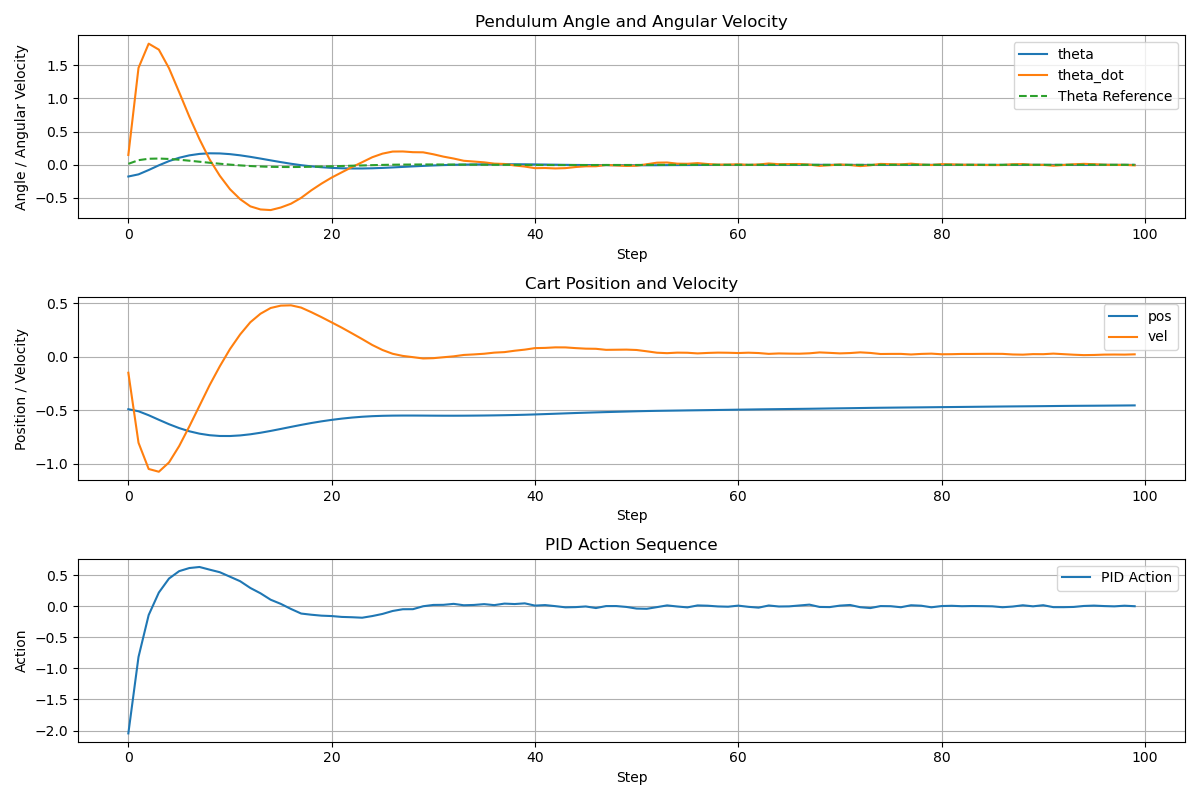 Pendulum Angle and Angular Velocity
Angle / Angular Velocity
1.5
1.0
0.5
0.0
−0.5
theta
theta_dot
Theta Reference
0 20 40 60 80 100
Step
Cart Position and Velocity
Position / Velocity
0.5
0.0
−0.5
−1.0
pos
vel
0 20 40 60 80 100
Step
PID Action Sequence
Action
0.5
0.0
−0.5
−1.0
−1.5
−2.0
PID Action
0 20 40 60 80 100
Step